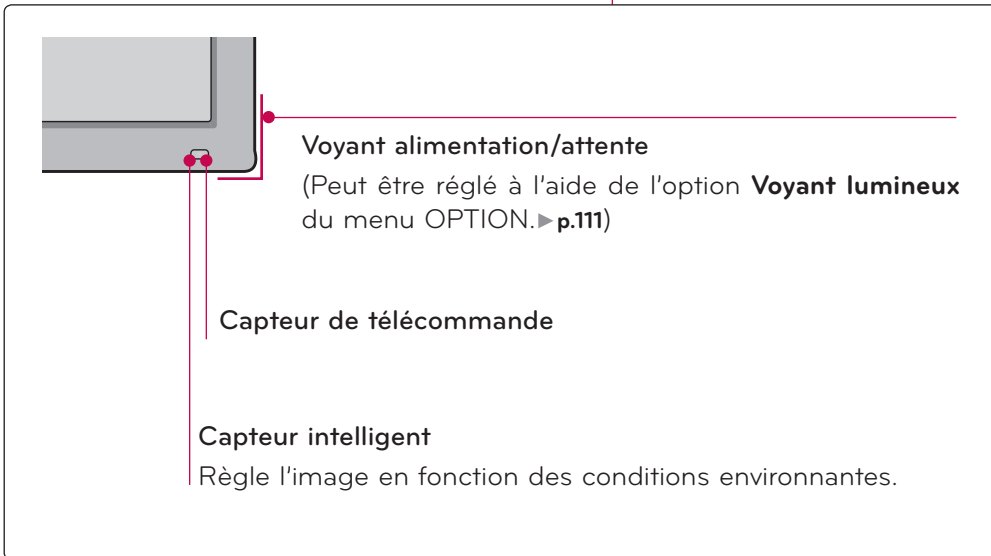 Voyant alimentation/attente
(Peut être réglé à l'aide de l'option Voyant lumineux
du menu OPTION.►p.111)
Capteur de télécommande
Capteur intelligent
Règle l'image en fonction des conditions environnantes.